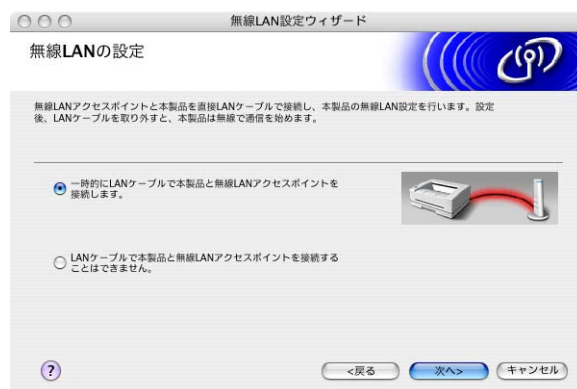 無線LAN設定ウィザード
無線LANの設定
無線LANアクセスポイントと本製品を直接LANケーブルで接続し、本製品の無線LAN設定を行います。設定
後、LANケーブルを取り外すと、本製品は無線で通信を始めます。
一時的にLANケーブルで本製品と無線LANアクセスポイントを
接続します。
LANケーブルで本製品と無線LANアクセスポイントを接続する
ことはできません。
?
<戻る
次へ>
キャンセル